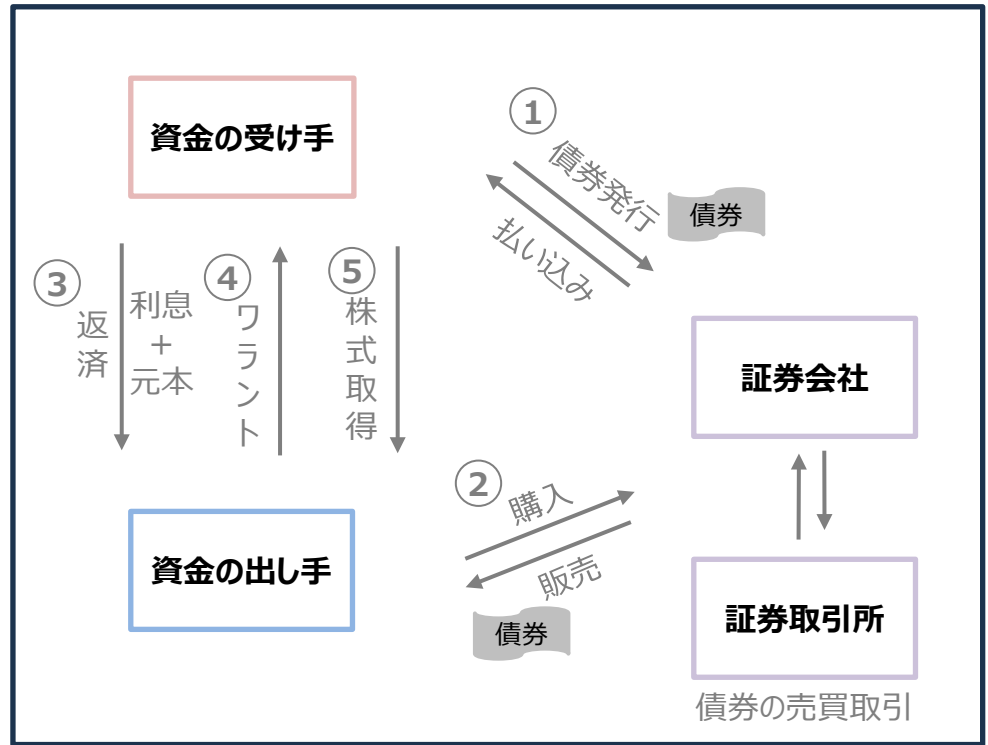 資金の受け手
①
債券発行
債券
払い込み
③
返済
利息
+
元本
④
ワラント
⑤
株式取得
証券会社
②
購入
販売
債券
資金の出し手
証券取引所
債券の売買取引